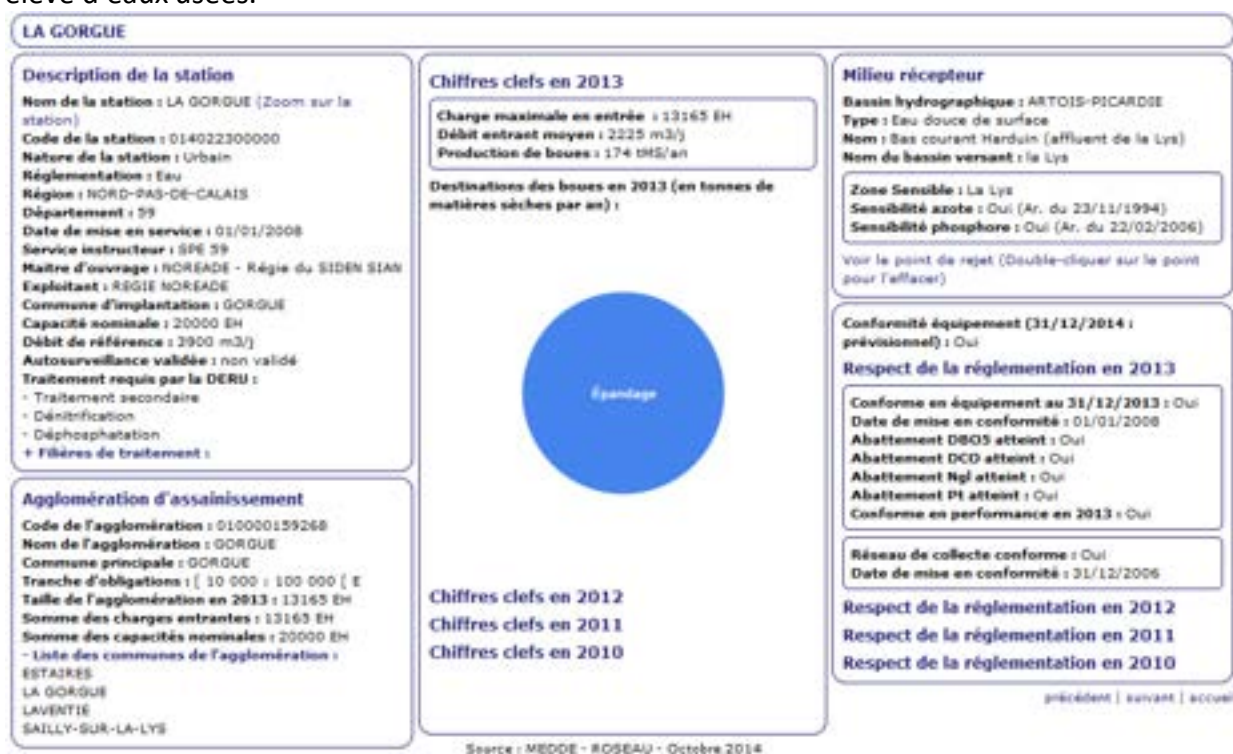 élevé d'eaux usées.
LA GORGUE
Description de la station
Nom de la station : LA GORGUE (Zoom sur la
station)
Code de la station : 014022300000
Nature de la station : Urbain
Réglementation : Eau
Région : NORD-PAS-DE-CALAIS
Département : 59
Date de mise en service : 01/01/2008
Service instructeur : SPE 59
Maitre d'ouvrage : NOREADE - Régie du SIDEN SIAN
Exploitant : REGIE NOREADE
Commune d'implantation : GORGUE
Capacité nominale : 20000 EH
Débit de référence : 3900 m3/j
Autosurveillance validée : non validé
Traitement requis par la DERU :
- Traitement secondaire
- Dénitrification
- Déphosphatation
+ Filières de traitement :
Agglomération d'assainissement
Code de l'agglomération : 010000159268
Nom de l'agglomération : GORGUE
Commune principale : GORGUE
Tranche d'obligations : [ 10 000 ; 100 000 [ E
Taille de l'agglomération en 2013 : 13165 EH
Somme des charges entrantes : 13165 EH
Somme des capacités nominales : 20000 EH
- Liste des communes de l'agglomération :
ESTAIRES
LA GORGUE
LAVENTIE
SAILLY-SUR-LA-LYS
Chiffres clefs en 2013
Charge maximale en entrée : 13165 EH
Débit entrant moyen : 2225 m3/j
Production de boues : 174 tMS/an
Destinations des boues en 2013 (en tonnes de
matières sèches par an) :
Épandage
Chiffres clefs en 2012
Chiffres clefs en 2011
Chiffres clefs en 2010
Milieu récepteur
Bassin hydrographique : ARTOIS-PICARDIE
Type : Eau douce de surface
Nom : Bas courant Harduin (affluent de la Lys)
Nom du bassin versant : la Lys
Zone Sensible : La Lys
Sensibilité azote : Oui (Ar. du 23/11/1994)
Sensibilité phosphore : Oui (Ar. du 22/02/2006)
Voir le point de rejet (Double-cliquer sur le point
pour l'effacer)
Conformité équipement (31/12/2014 :
prévisionnel) : Oui
Respect de la réglementation en 2013
Conforme en équipement au 31/12/2013 : Oui
Date de mise en conformité : 01/01/2008
Abattement DBO5 atteint : Oui
Abattement DCO atteint : Oui
Abattement Ngl atteint : Oui
Abattement Pt atteint : Oui
Conforme en performance en 2013 : Oui
Réseau de collecte conforme : Oui
Date de mise en conformité : 31/12/2006
Respect de la réglementation en 2012
Respect de la réglementation en 2011
Respect de la réglementation en 2010
précédent | suivant | accueil
Source : MEDDE - ROSEAU - Octobre 2014